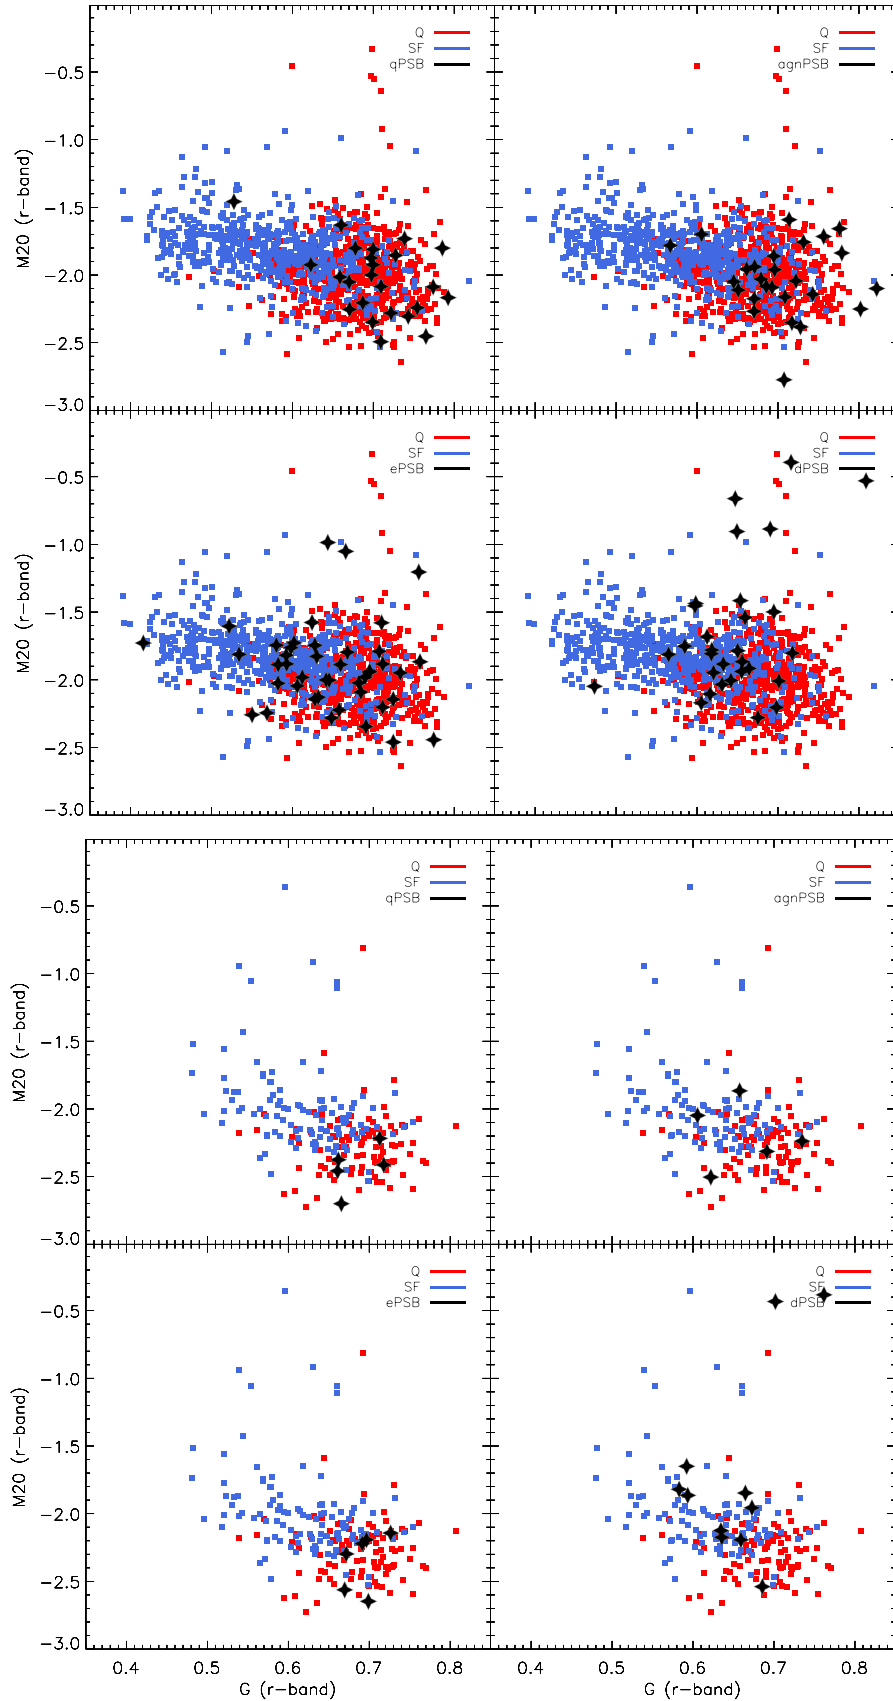 Q
SF
qPSB
Q
SF
agnPSB
−0.5
−1.0
−1.5
−2.0
−2.5
−3.0
M20 (r−band)
Q
SF
ePSB
Q
SF
dPSB
−0.5
−1.0
−1.5
−2.0
−2.5
−3.0
M20 (r−band)
Q
SF
qPSB
Q
SF
agnPSB
−0.5
−1.0
−1.5
−2.0
−2.5
−3.0
M20 (r−band)
Q
SF
ePSB
Q
SF
dPSB
−0.5
−1.0
−1.5
−2.0
−2.5
−3.0
M20 (r−band)
0.4 0.5 0.6 0.7 0.8 0.4 0.5 0.6 0.7 0.8
G (r−band) G (r−band)